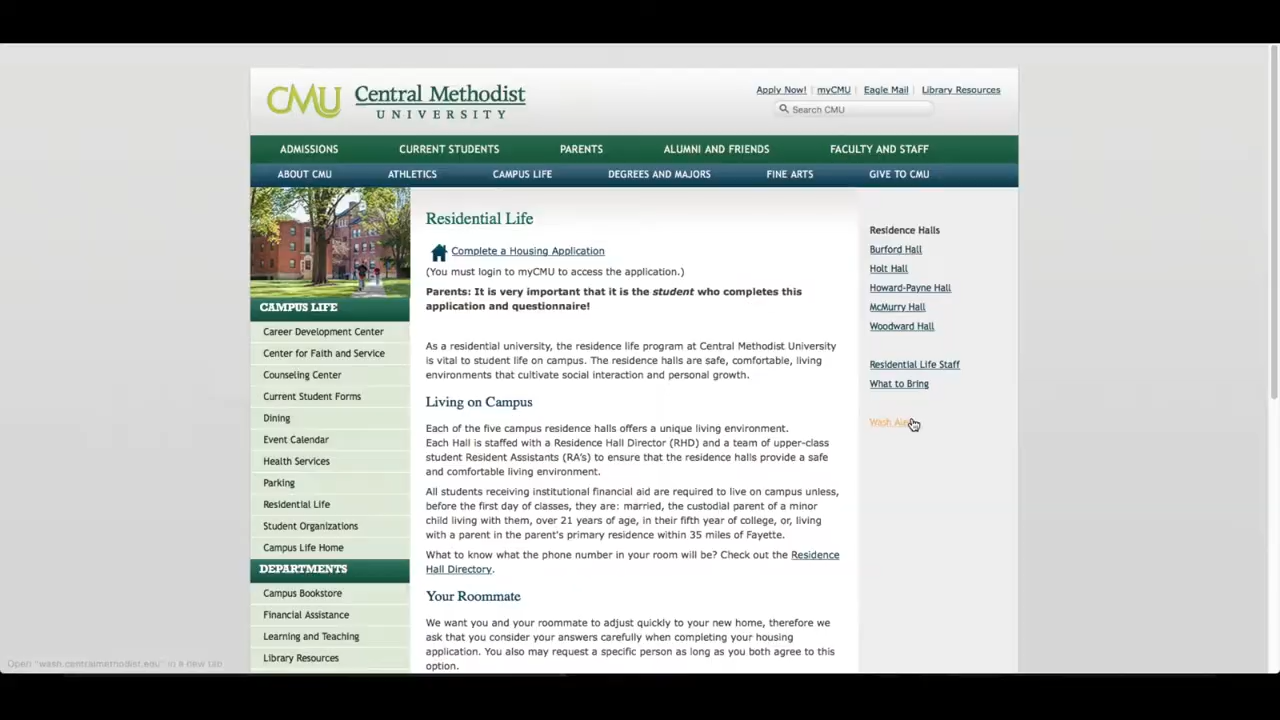 CMU Central Methodist
UNIVERSITY
Apply Now! | myCMU | Eagle Mail | Library Resources
Search CMU
ADMISSIONS CURRENT STUDENTS PARENTS ALUMNI AND FRIENDS FACULTY AND STAFF
ABOUT CMU ATHLETICS CAMPUS LIFE DEGREES AND MAJORS FINE ARTS GIVE TO CMU
CAMPUS LIFE
Career Development Center
Center for Faith and Service
Counseling Center
Current Student Forms
Dining
Event Calendar
Health Services
Parking
Residential Life
Student Organizations
Campus Life Home
DEPARTMENTS
Campus Bookstore
Financial Assistance
Learning and Teaching
Library Resources
Residential Life
Complete a Housing Application
(You must login to myCMU to access the application.)
Parents: It is very important that it is the student who completes this
application and questionnaire!
As a residential university, the residence life program at Central Methodist University
is vital to student life on campus. The residence halls are safe, comfortable, living
environments that cultivate social interaction and personal growth.
Living on Campus
Each of the five campus residence halls offers a unique living environment.
Each Hall is staffed with a Residence Hall Director (RHD) and a team of upper-class
student Resident Assistants (RA's) to ensure that the residence halls provide a safe
and comfortable living environment.
All students receiving institutional financial aid are required to live on campus unless,
before the first day of classes, they are: married, the custodial parent of a minor
child living with them, over 21 years of age, in their fifth year of college, or, living
with a parent in the parent's primary residence within 35 miles of Fayette.
What to know what the phone number in your room will be? Check out the Residence
Hall Directory.
Your Roommate
We want you and your roommate to adjust quickly to your new home, therefore we
ask that you consider your answers carefully when completing your housing
application. You also may request a specific person as long as you both agree to this
option.
Residence Halls
Burford Hall
Holt Hall
Howard-Payne Hall
McMurry Hall
Woodward Hall
Residential Life Staff
What to Bring
Wash
Open "wash.centralmethodist.edu" in a new tab